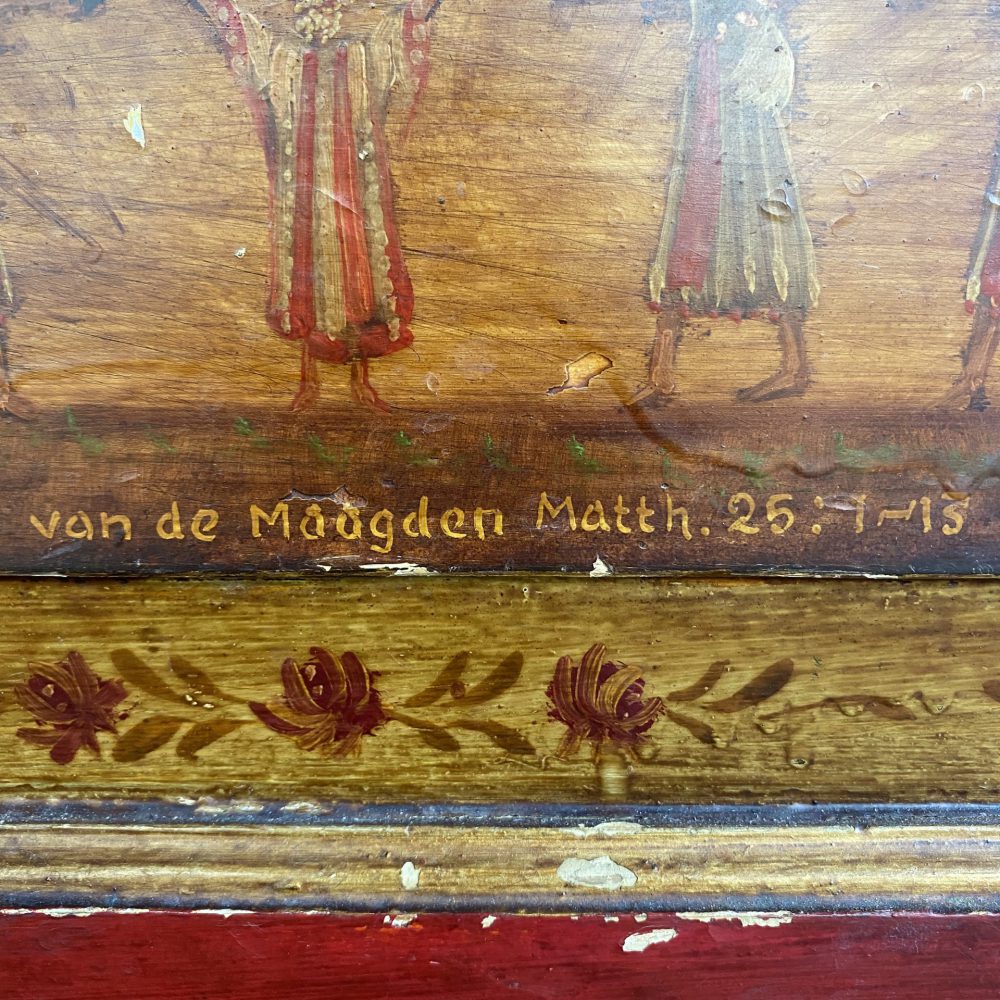 van de Maagden Matth. 25: 1-13